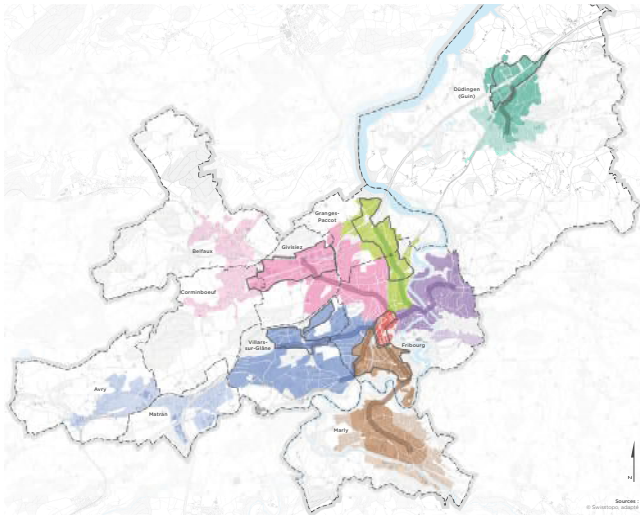 Düdingen
(Guin)
Granges-
Paccot
Givisiez
Belfaux
Corminboeuf
Villars-
sur-Glâne
Fribourg
Avry
Matran
Marly
N
Sources :
© Swisstopo, adapté